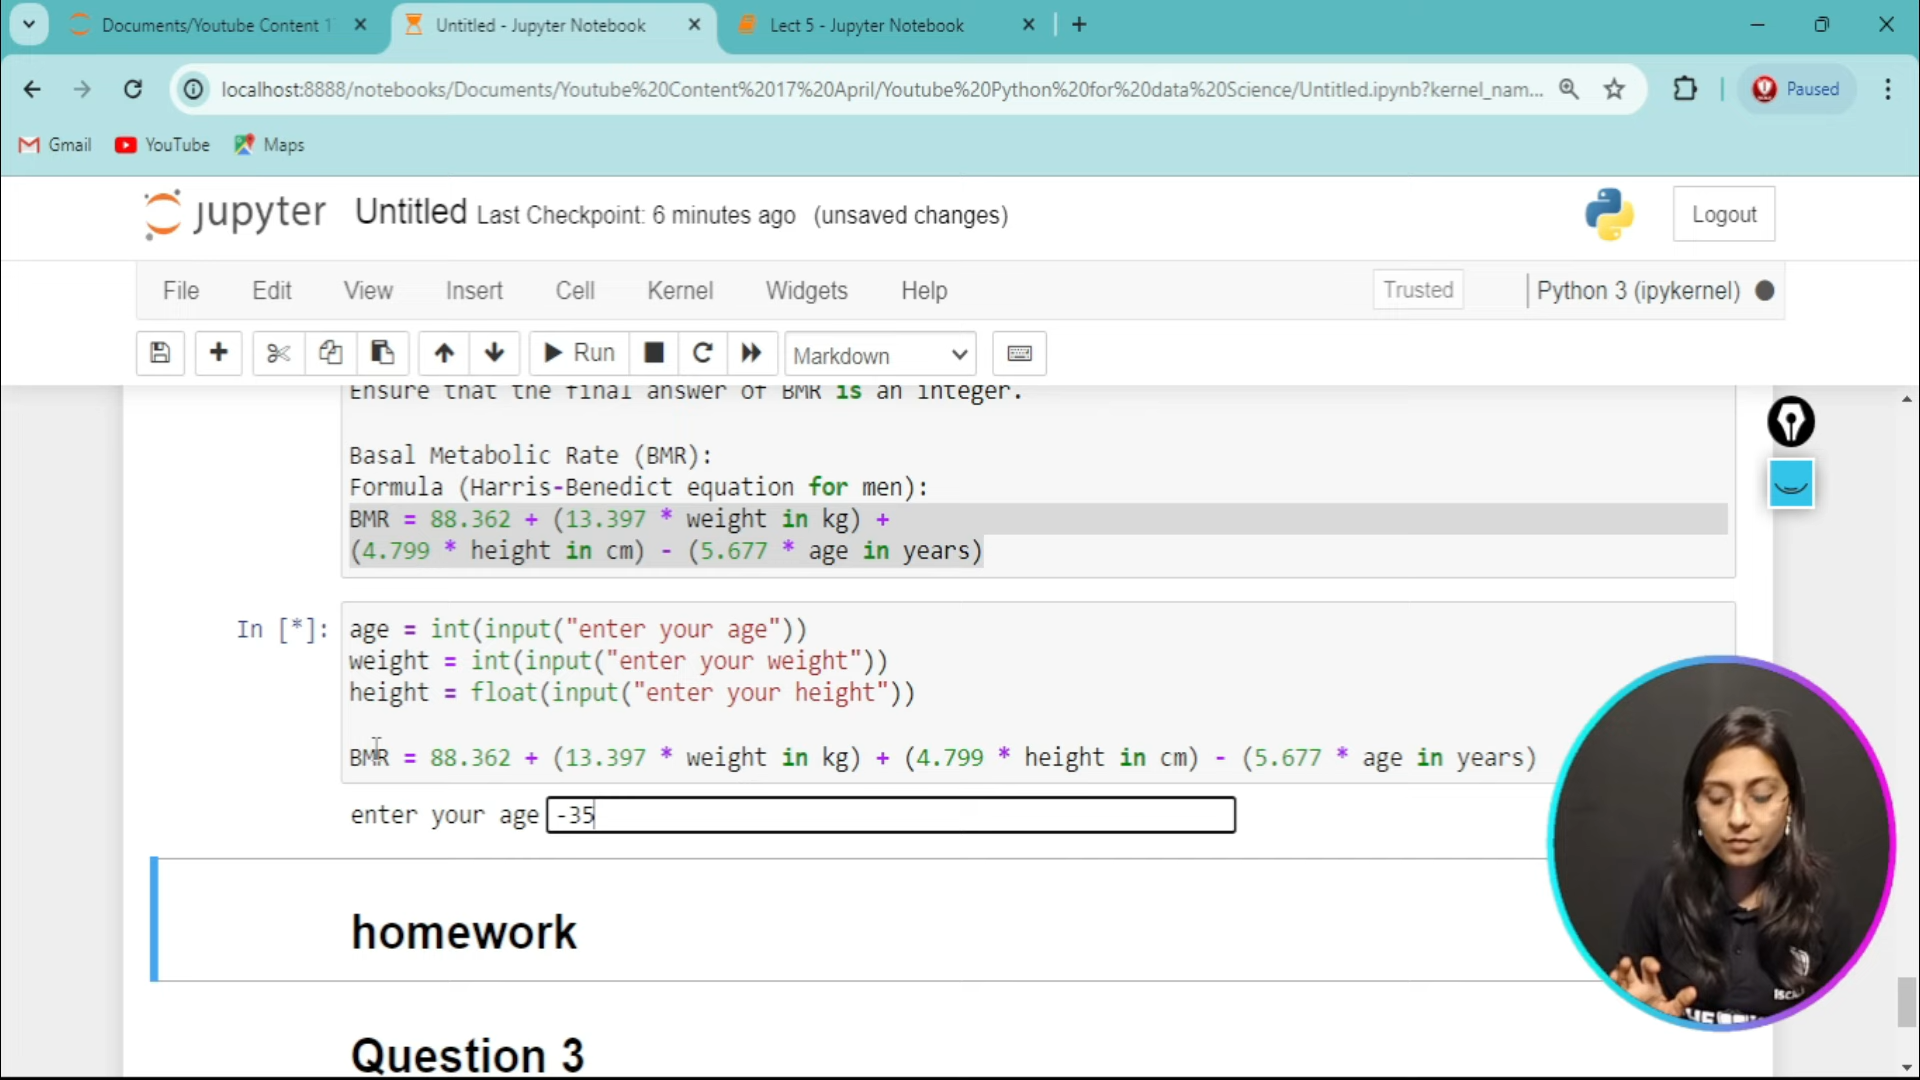 Documents/Youtube Content 1
Untitled - Jupyter Notebook
Lect 5 - Jupyter Notebook
localhost:8888/notebooks/Documents/Youtube%20Content%2017%20April/Youtube%20Python%20for%20data%20Science/Untitled.ipynb?kernel_nam...
Paused
Gmail
YouTube
Maps
jupyter
Untitled Last Checkpoint: 6 minutes ago (unsaved changes)
Logout
File Edit View Insert Cell Kernel Widgets Help
Trusted
Python 3 (ipykernel)
Run
Markdown
Ensure that the final answer of BMR is an integer.
Basal Metabolic Rate (BMR):
Formula (Harris-Benedict equation for men):
BMR = 88.362 + (13.397 * weight in kg) +
(4.799 * height in cm) - (5.677 * age in years)
In [*]:
age = int(input("enter your age"))
weight = int(input("enter your weight"))
height = float(input("enter your height"))
BMR = 88.362 + (13.397 * weight in kg) + (4.799 * height in cm) - (5.677 * age in years)
enter your age -35
homework
Question 3